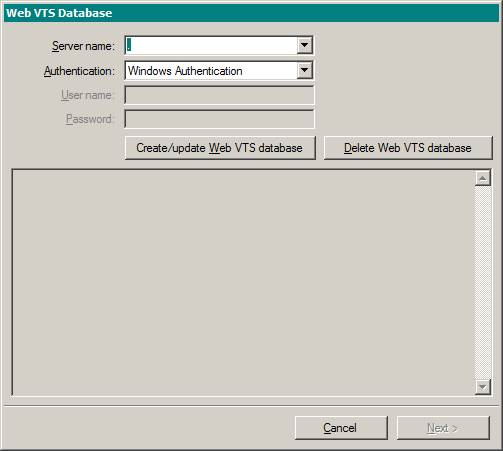 Web VTS Database
Server name: .
Authentication: Windows Authentication
User name:
Password:
Create/update Web VTS database Delete Web VTS database
Cancel Next >